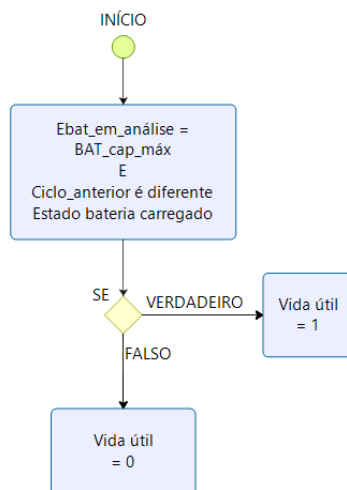 INÍCIO
Ebat_em_análise =
BAT_cap_máx
E
Ciclo_anterior é diferente
Estado bateria carregado
SE
VERDADEIRO
Vida útil
= 1
FALSO
Vida útil
= 0